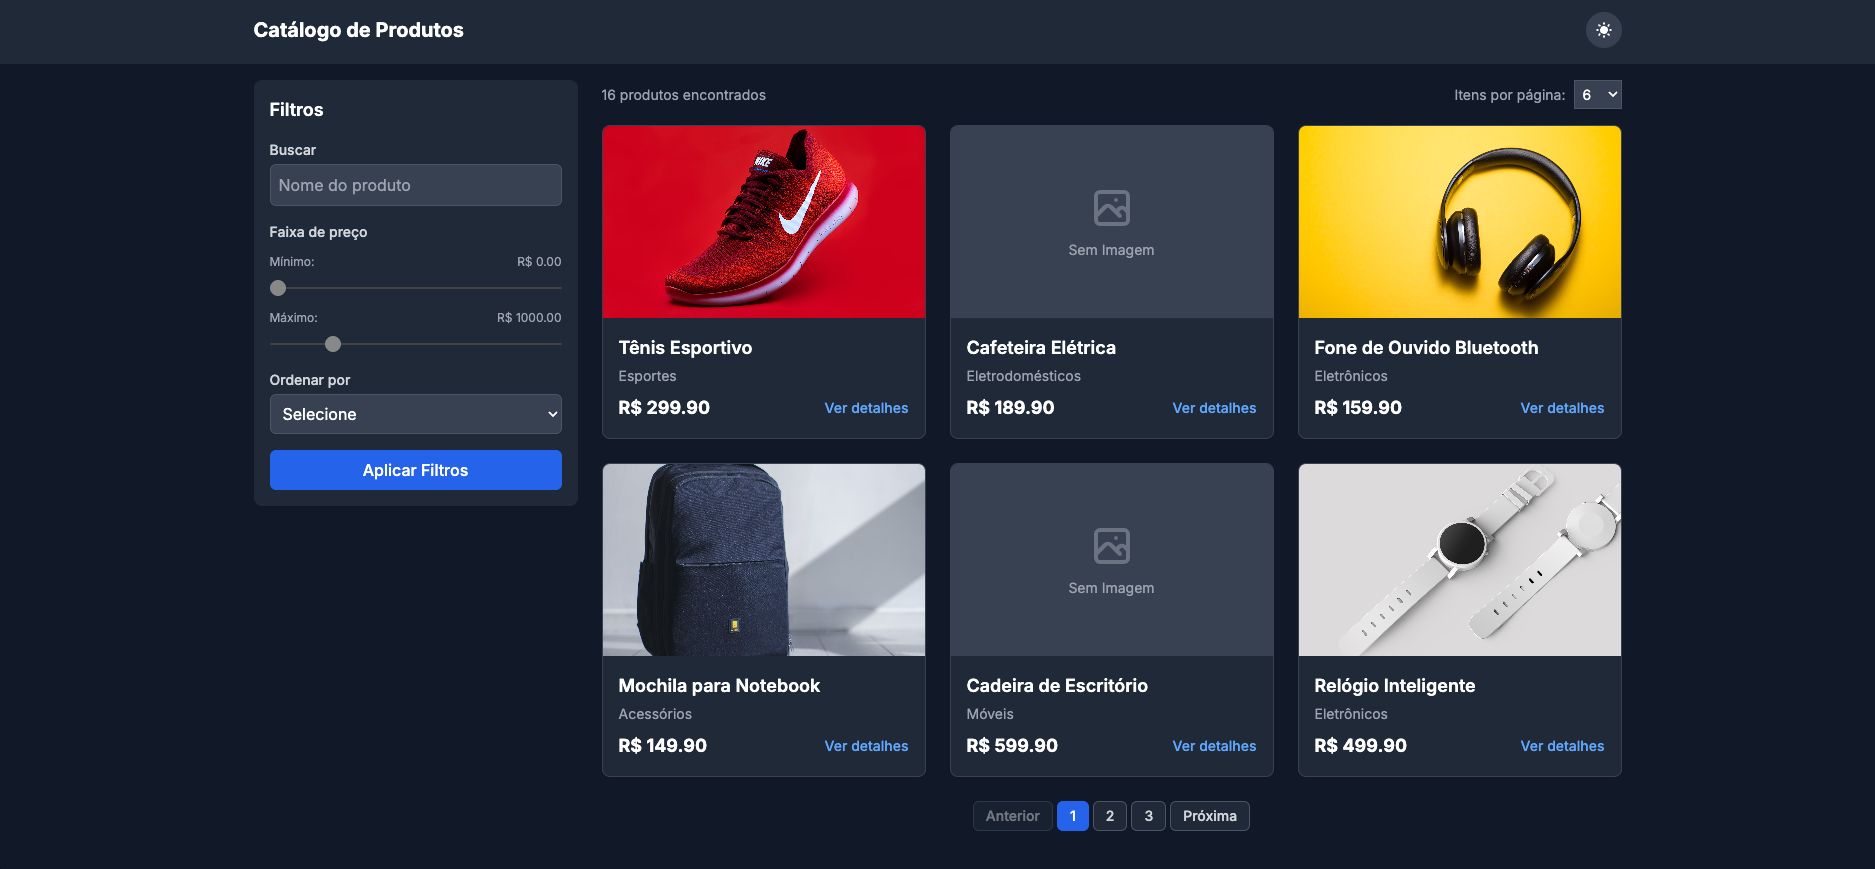 Catálogo de Produtos
Filtros
Buscar
Nome do produto
Faixa de preço
Mínimo: R$ 0.00
Máximo: R$ 1000.00
Ordenar por
Selecione
Aplicar Filtros
16 produtos encontrados
Itens por página: 6
NIKE
Tênis Esportivo
Esportes
R$ 299.90 Ver detalhes
Sem Imagem
Cafeteira Elétrica
Eletrodomésticos
R$ 189.90 Ver detalhes
Fone de Ouvido Bluetooth
Eletrônicos
R$ 159.90 Ver detalhes
Mochila para Notebook
Acessórios
R$ 149.90 Ver detalhes
Sem Imagem
Cadeira de Escritório
Móveis
R$ 599.90 Ver detalhes
Relógio Inteligente
Eletrônicos
R$ 499.90 Ver detalhes
Anterior 1 2 3 Próxima